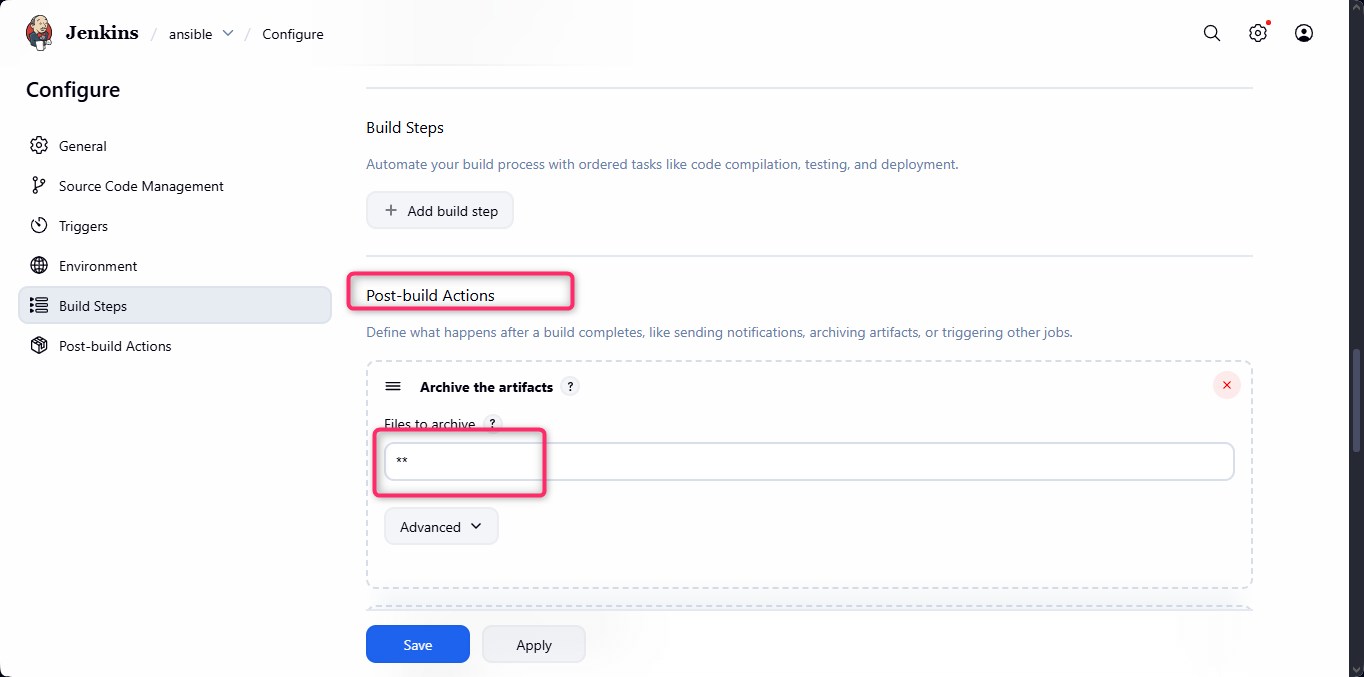 Jenkins / ansible / Configure
Configure
General
Source Code Management
Triggers
Environment
Build Steps
Post-build Actions
Build Steps
Automate your build process with ordered tasks like code compilation, testing, and deployment.
+ Add build step
Post-build Actions
Define what happens after a build completes, like sending notifications, archiving artifacts, or triggering other jobs.
Archive the artifacts ?
Files to archive ?
**
Advanced
Save
Apply